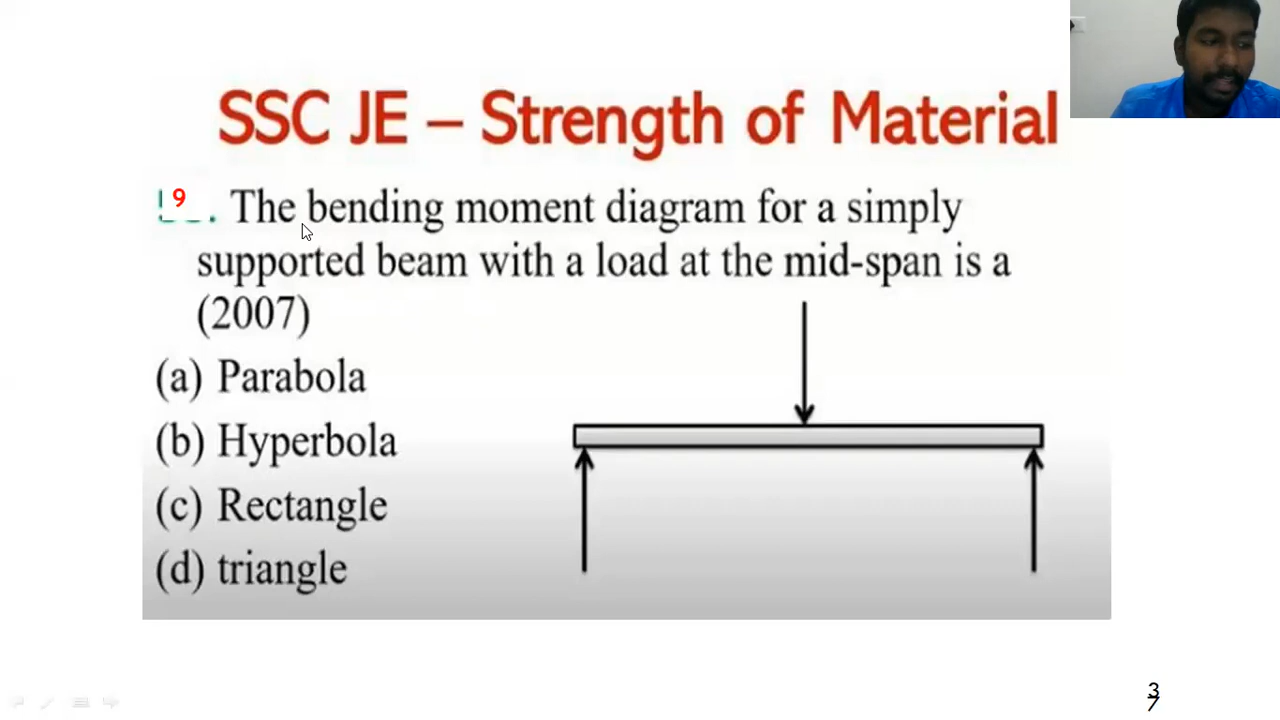 SSC JE – Strength of Material
9 . The bending moment diagram for a simply
supported beam with a load at the mid-span is a
(2007)
(a) Parabola
(b) Hyperbola
(c) Rectangle
(d) triangle
3
7